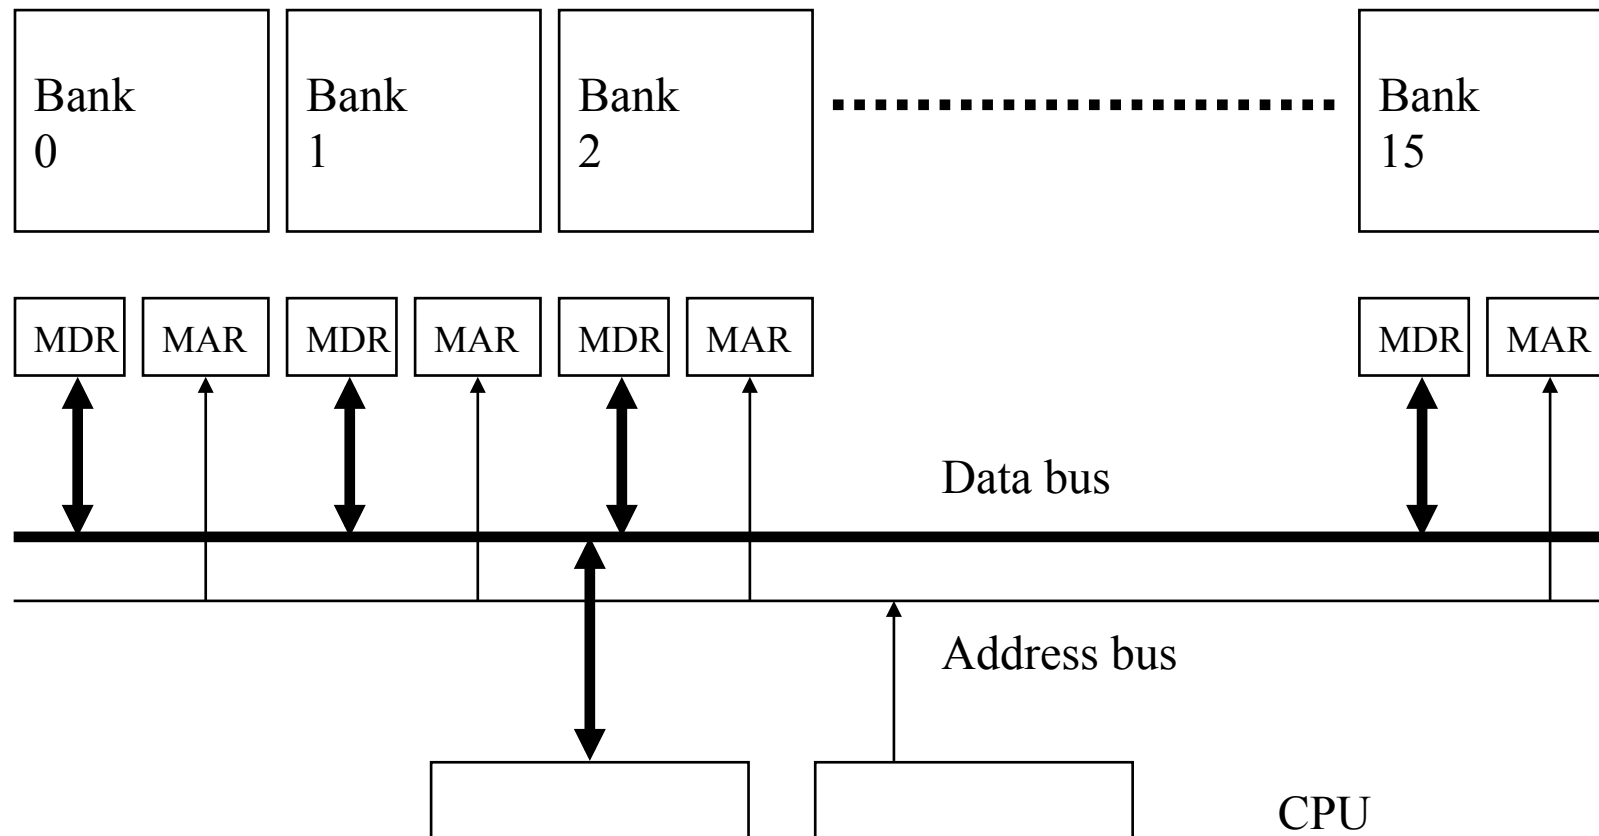 Bank
0
Bank
1
Bank
2
Bank
15
MDR
MAR
MDR
MAR
MDR
MAR
MDR
MAR
Data bus
Address bus
CPU